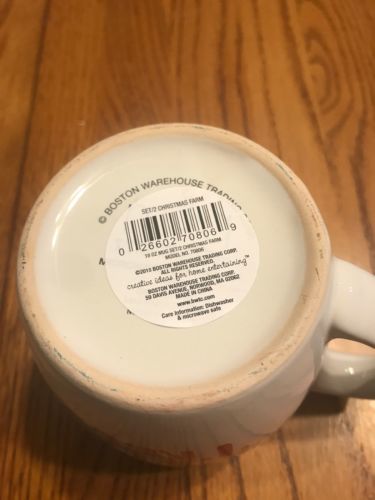 © BOSTON WAREHOUSE TRADING
SET/2 CHRISTMAS FARM
0 26602 70806 9
MUG SET/2 CHRISTMAS FARM
MODEL NO. 70806
©2015 BOSTON WAREHOUSE TRADING CORP.
ALL RIGHTS RESERVED.
creative ideas for home entertaining™
BOSTON WAREHOUSE TRADING CORP.
59 DAVIS AVENUE, NORWOOD, MA 02062
MADE IN CHINA
www.bwtc.com
Care Information: Dishwasher
& microwave safe